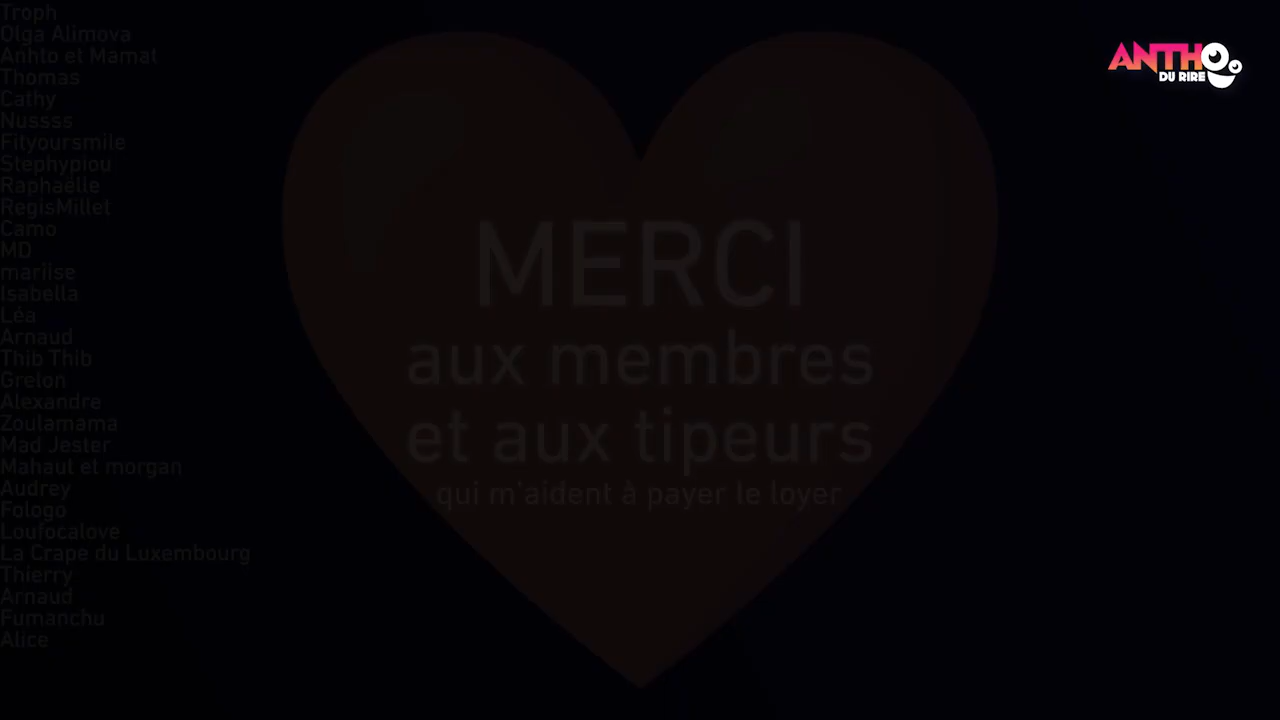 Troph
Olga Alimova
Anhto et Mamat
Thomas
Cathy
Nussss
Fityoursmile
Stephypiou
Raphaëlle
RegisMillet
Camo
MD
mariise
Isabella
Léa
Arnaud
Thib Thib
Grelon
Alexandre
Zoulamama
Mad Jester
Mahaut et morgan
Audrey
Fologo
Loufocalove
La Crape du Luxembourg
Thierry
Arnaud
Fumanchu
Alice
MERCI
aux membres
et aux tipeurs
qui m'aident à payer le loyer
ANTHO
DU RIRE